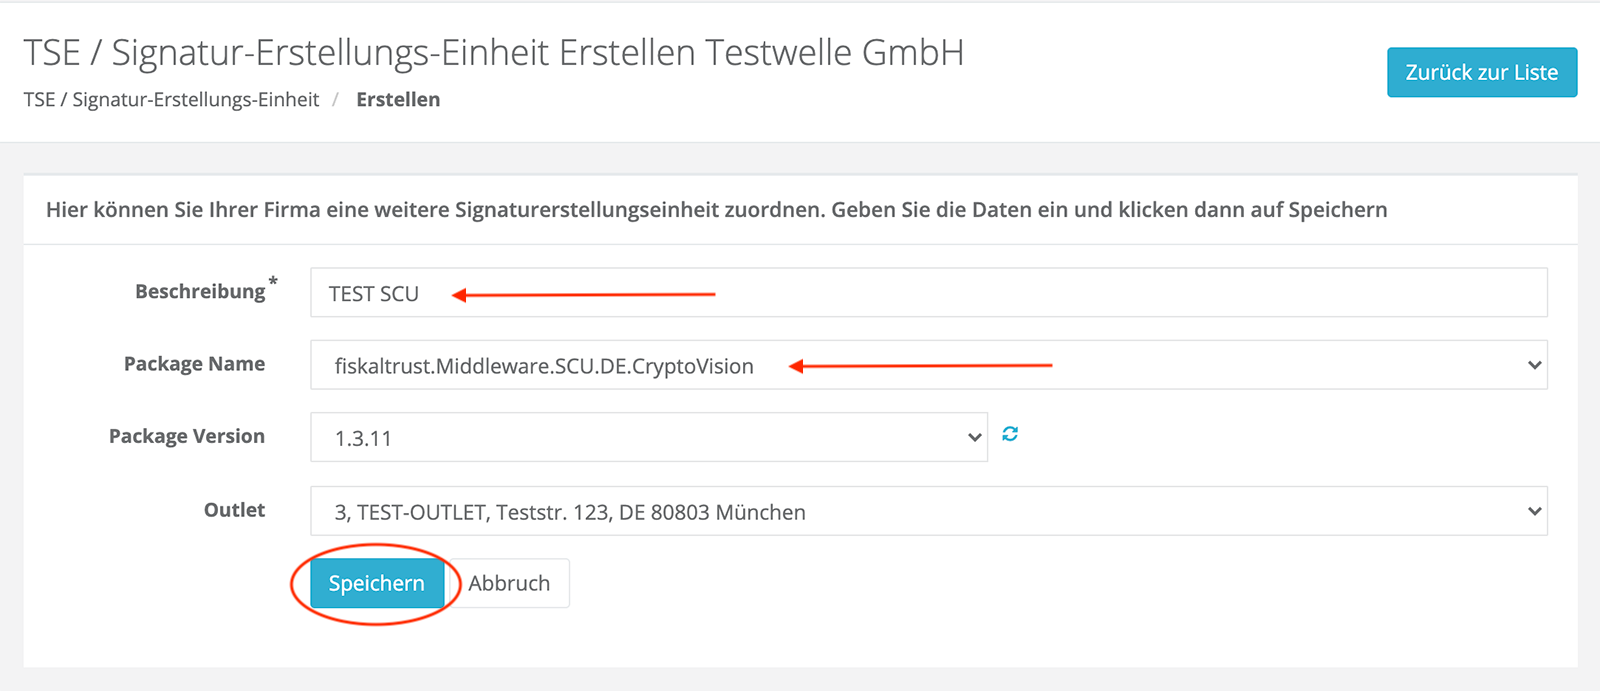 TSE / Signatur-Erstellungs-Einheit Erstellen Testwelle GmbH
Zurück zur Liste
TSE / Signatur-Erstellungs-Einheit / Erstellen
Hier können Sie Ihrer Firma eine weitere Signaturerstellungseinheit zuordnen. Geben Sie die Daten ein und klicken dann auf Speichern
Beschreibung* TEST SCU
Package Name fiskaltrust.Middleware.SCU.DE.CryptoVision
Package Version 1.3.11
Outlet 3, TEST-OUTLET, Teststr. 123, DE 80803 München
Speichern Abbruch